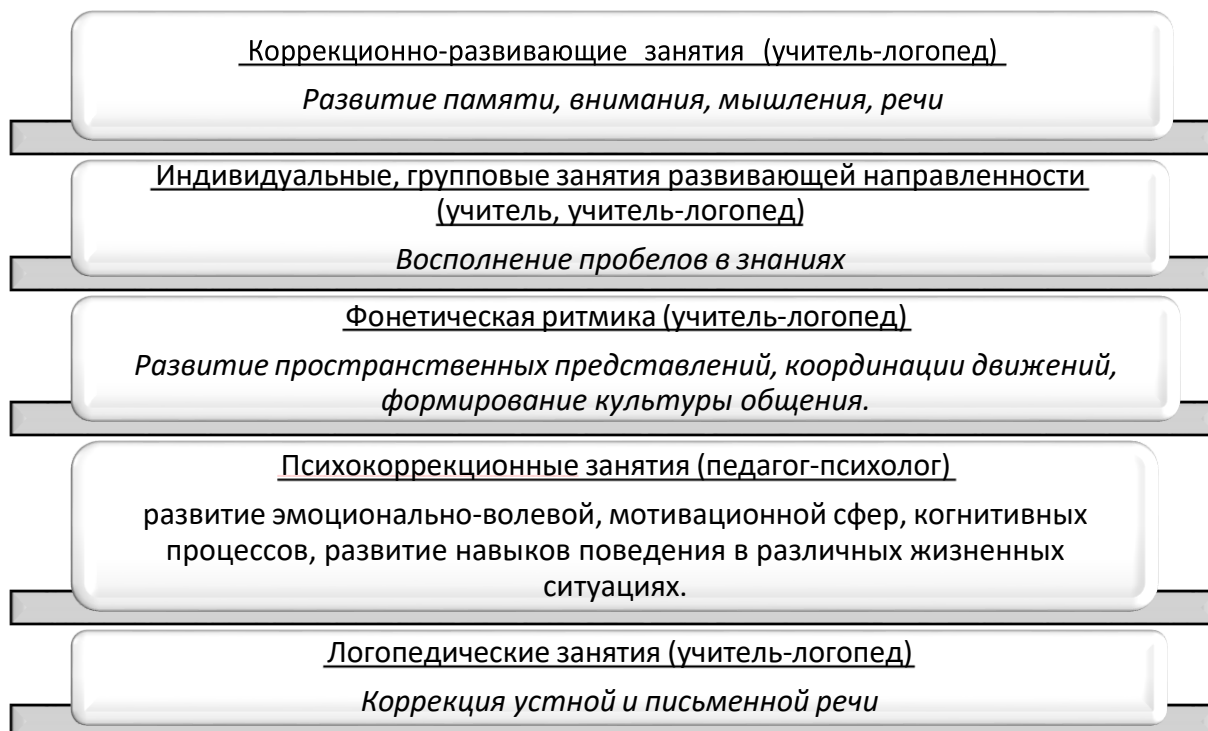 Коррекционно-развивающие занятия (учитель-логопед)
Развитие памяти, внимания, мышления, речи
Индивидуальные, групповые занятия развивающей направленности
(учитель, учитель-логопед)
Восполнение пробелов в знаниях
Фонетическая ритмика (учитель-логопед)
Развитие пространственных представлений, координации движений,
формирование культуры общения.
Психокоррекционные занятия (педагог-психолог)
развитие эмоционально-волевой, мотивационной сфер, когнитивных
процессов, развитие навыков поведения в различных жизненных
ситуациях.
Логопедические занятия (учитель-логопед)
Коррекция устной и письменной речи